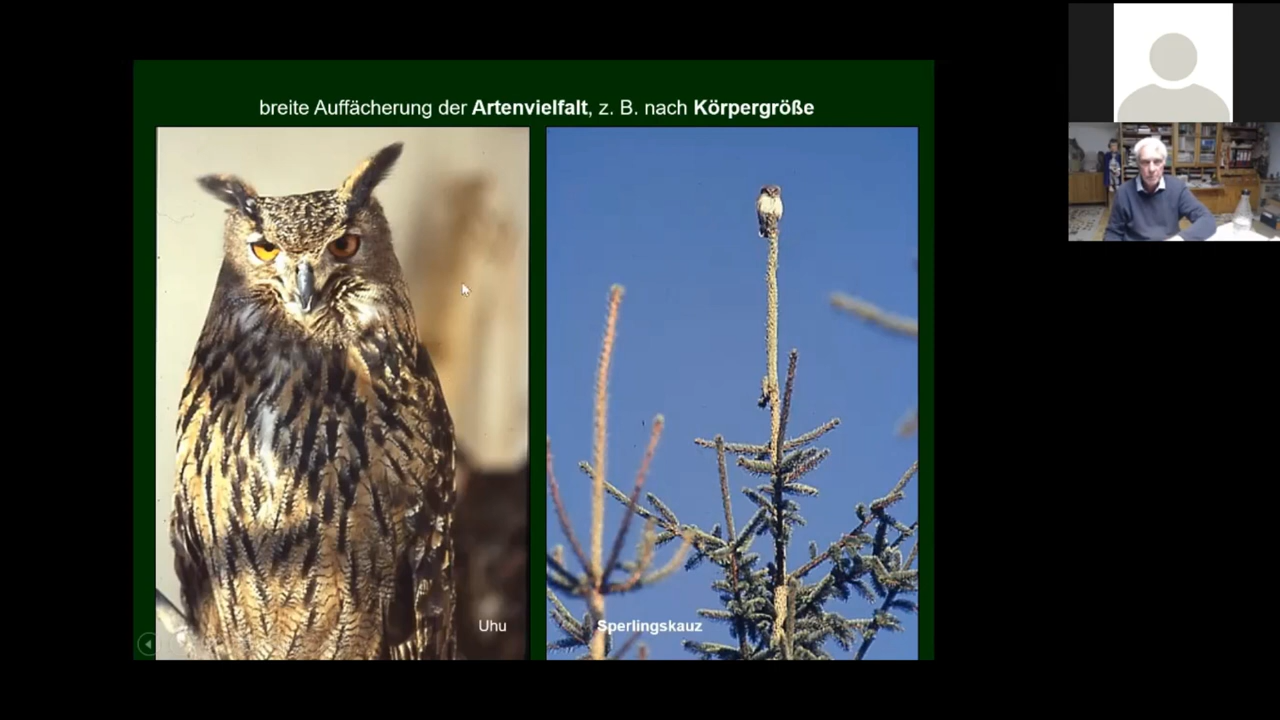 breite Auffächerung der Artenvielfalt, z. B. nach Körpergröße
Uhu
Sperlingskauz